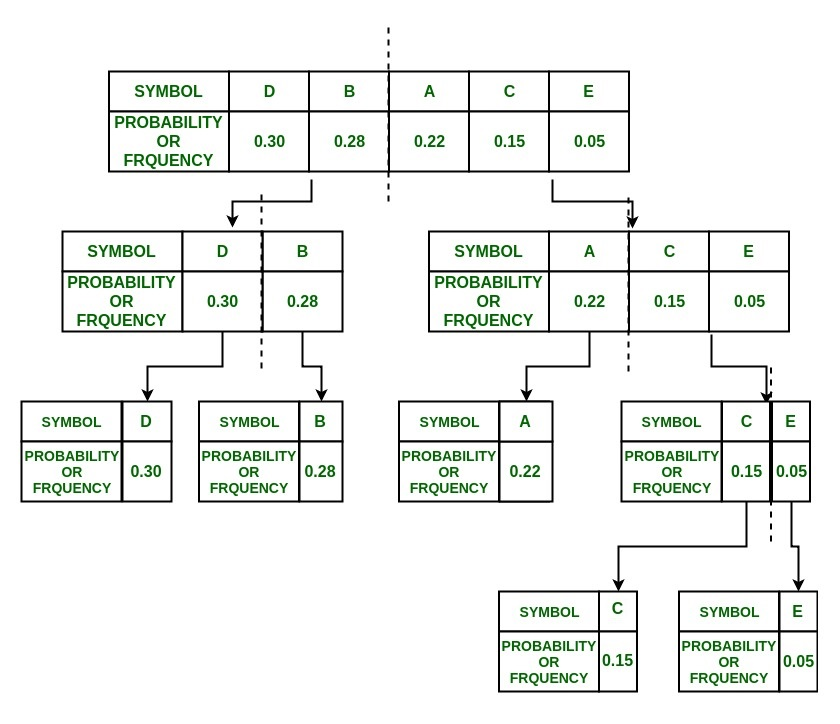 SYMBOL D B A C E
PROBABILITY
OR
FRQUENCY 0.30 0.28 0.22 0.15 0.05
SYMBOL D B
PROBABILITY
OR
FRQUENCY 0.30 0.28
SYMBOL A C E
PROBABILITY
OR
FRQUENCY 0.22 0.15 0.05
SYMBOL D
PROBABILITY
OR
FRQUENCY 0.30
SYMBOL B
PROBABILITY
OR
FRQUENCY 0.28
SYMBOL A
PROBABILITY
OR
FRQUENCY 0.22
SYMBOL C E
PROBABILITY
OR
FRQUENCY 0.15 0.05
SYMBOL C
PROBABILITY
OR
FRQUENCY 0.15
SYMBOL E
PROBABILITY
OR
FRQUENCY 0.05